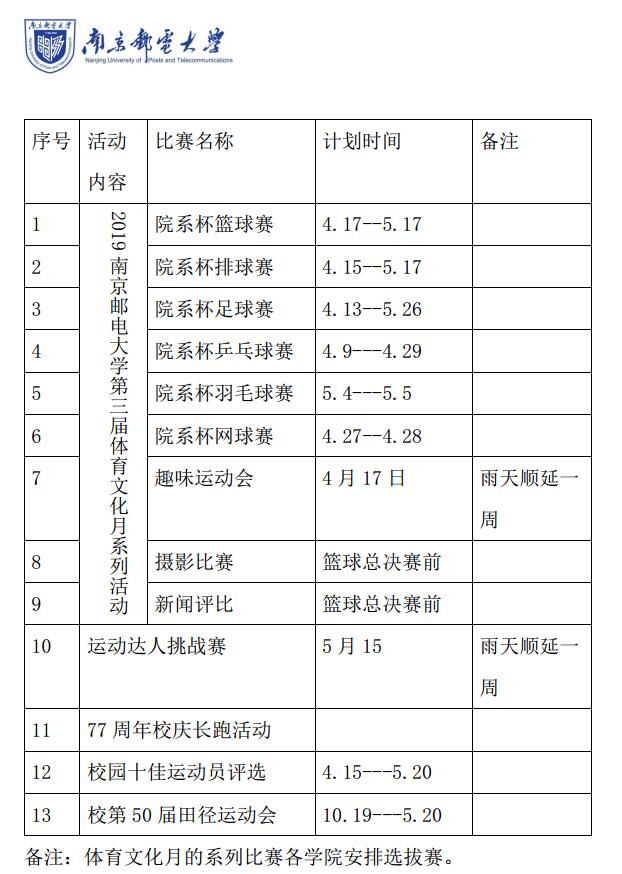 南京邮电大学
Nanjing University of Posts and Telecommunications
序号 活动内容 比赛名称 计划时间 备注
2019南京邮电大学第三届体育文化月系列活动
1 院系杯篮球赛 4.17--5.17
2 院系杯排球赛 4.15--5.17
3 院系杯足球赛 4.13--5.26
4 院系杯乒乓球赛 4.9---4.29
5 院系杯羽毛球赛 5.4---5.5
6 院系杯网球赛 4.27--4.28
7 趣味运动会 4月17日 雨天顺延一周
8 摄影比赛 篮球总决赛前
9 新闻评比 篮球总决赛前
10 运动达人挑战赛 5月15 雨天顺延一周
11 77周年校庆长跑活动
12 校园十佳运动员评选 4.15---5.20
13 校第50届田径运动会 10.19---5.20
备注：体育文化月的系列比赛各学院安排选拔赛。